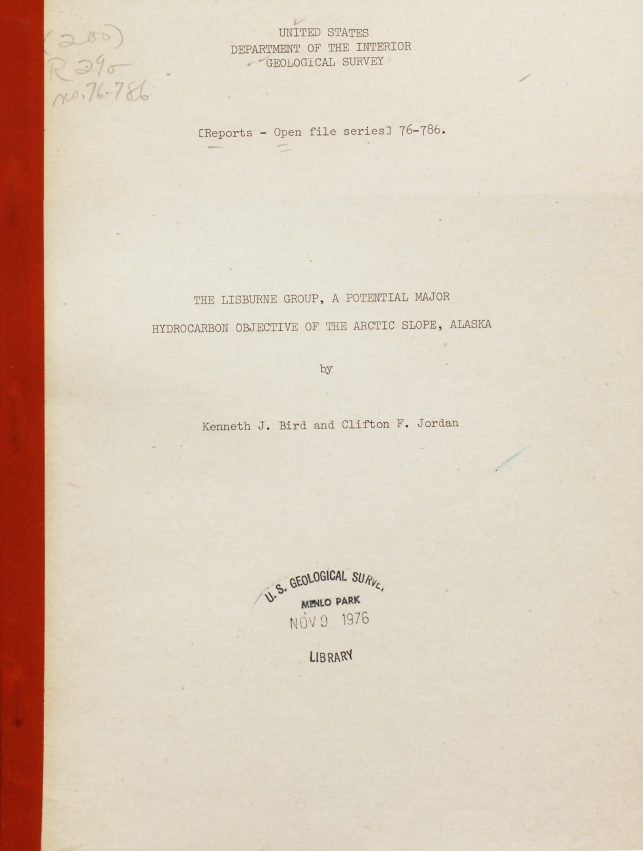 (200)
R290
no.76-786
UNITED STATES
DEPARTMENT OF THE INTERIOR
GEOLOGICAL SURVEY
[Reports - Open file series] 76-786.
THE LISBURNE GROUP, A POTENTIAL MAJOR
HYDROCARBON OBJECTIVE OF THE ARCTIC SLOPE, ALASKA
by
Kenneth J. Bird and Clifton F. Jordan
U. S. GEOLOGICAL SURVEY
MENLO PARK
NOV 9 1976
LIBRARY